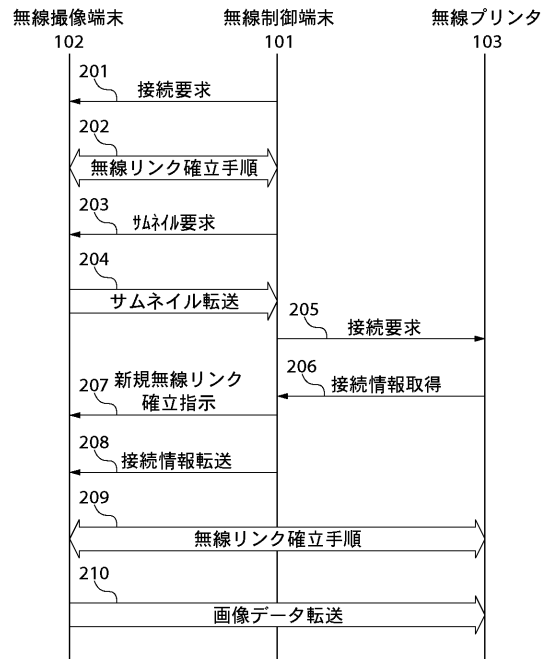 無線撮像端末
無線制御端末
無線プリンタ
102
101
103
201
接続要求
202
無線リンク確立手順
203
ｻﾑﾈｲﾙ要求
204
サムネイル転送
205
接続要求
206
接続情報取得
207
新規無線リンク
確立指示
208
接続情報転送
209
無線リンク確立手順
210
画像データ転送